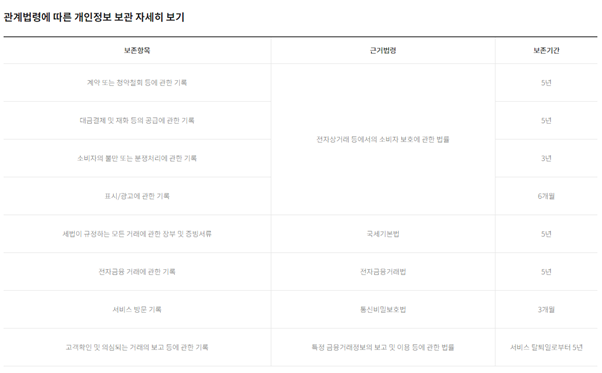 관계법령에 따른 개인정보 보관 자세히 보기
보존항목 근거법령 보존기간
계약 또는 청약철회 등에 관한 기록 5년
대금결제 및 재화 등의 공급에 관한 기록 5년
전자상거래 등에서의 소비자 보호에 관한 법률
소비자의 불만 또는 분쟁처리에 관한 기록 3년
표시/광고에 관한 기록 6개월
세법이 규정하는 모든 거래에 관한 장부 및 증빙서류 국세기본법 5년
전자금융 거래에 관한 기록 전자금융거래법 5년
서비스 방문 기록 통신비밀보호법 3개월
고객확인 및 의심되는 거래의 보고 등에 관한 기록 특정 금융거래정보의 보고 및 이용 등에 관한 법률 서비스 탈퇴일로부터 5년